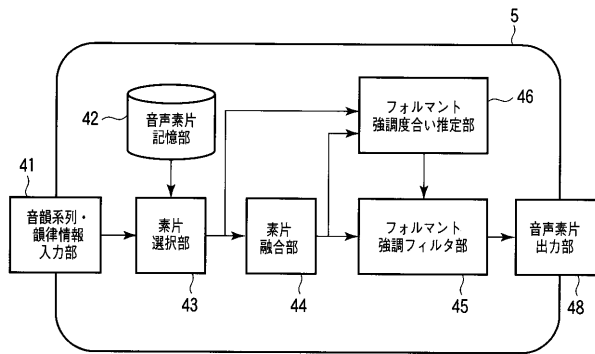 5
42
音声素片
記憶部
フォルマント
強調度合い推定部
46
41
音韻系列・
韻律情報
入力部
素片
選択部
43
素片
融合部
44
フォルマント
強調フィルタ部
45
音声素片
出力部
48